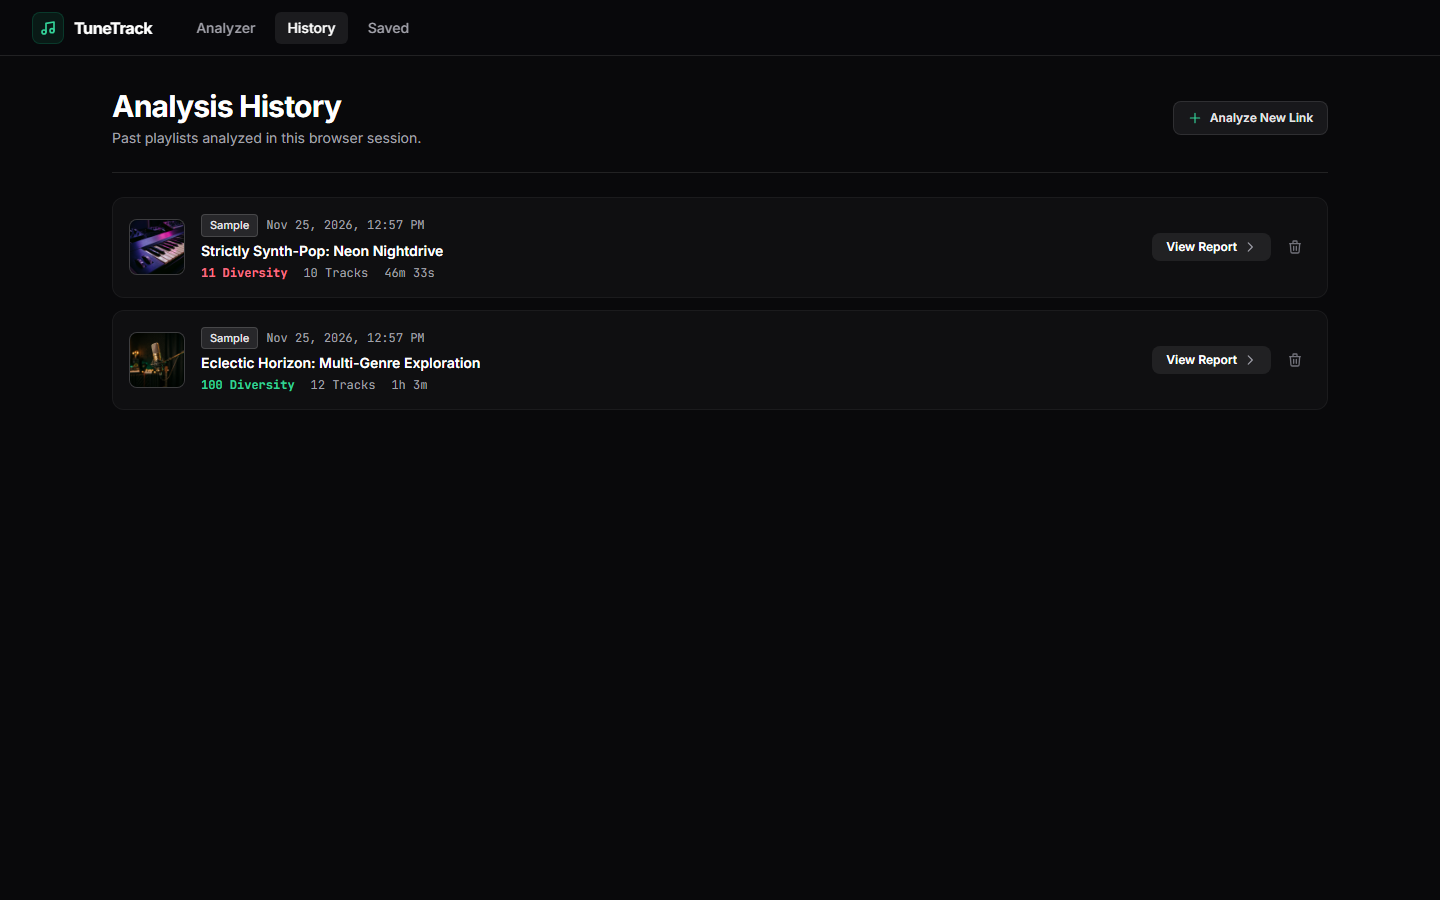 TuneTrack
Analyzer
History
Saved
Analysis History
Past playlists analyzed in this browser session.
Analyze New Link
Sample Nov 25, 2026, 12:57 PM
Strictly Synth-Pop: Neon Nightdrive
11 Diversity 10 Tracks 46m 33s
View Report
Sample Nov 25, 2026, 12:57 PM
Eclectic Horizon: Multi-Genre Exploration
100 Diversity 12 Tracks 1h 3m
View Report